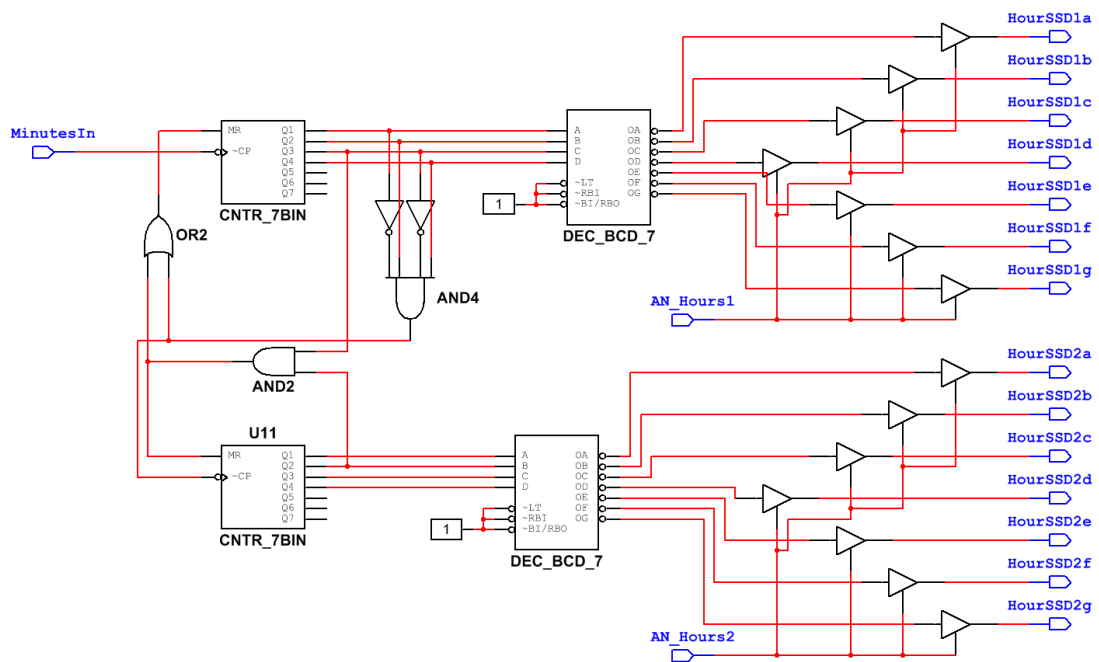 HourSSD1a
HourSSD1b
HourSSD1c
HourSSD1d
HourSSD1e
HourSSD1f
HourSSD1g
MinutesIn
MR
~CP
Q1
Q2
Q3
Q4
Q5
Q6
Q7
CNTR_7BIN
OR2
AND4
AND2
A
B
C
D
~LT
~RBI
~BI/RBO
OA
OB
OC
OD
OE
OF
OG
1
DEC_BCD_7
AN_Hours1
HourSSD2a
HourSSD2b
HourSSD2c
HourSSD2d
HourSSD2e
HourSSD2f
HourSSD2g
U11
MR
~CP
Q1
Q2
Q3
Q4
Q5
Q6
Q7
CNTR_7BIN
A
B
C
D
~LT
~RBI
~BI/RBO
OA
OB
OC
OD
OE
OF
OG
1
DEC_BCD_7
AN_Hours2